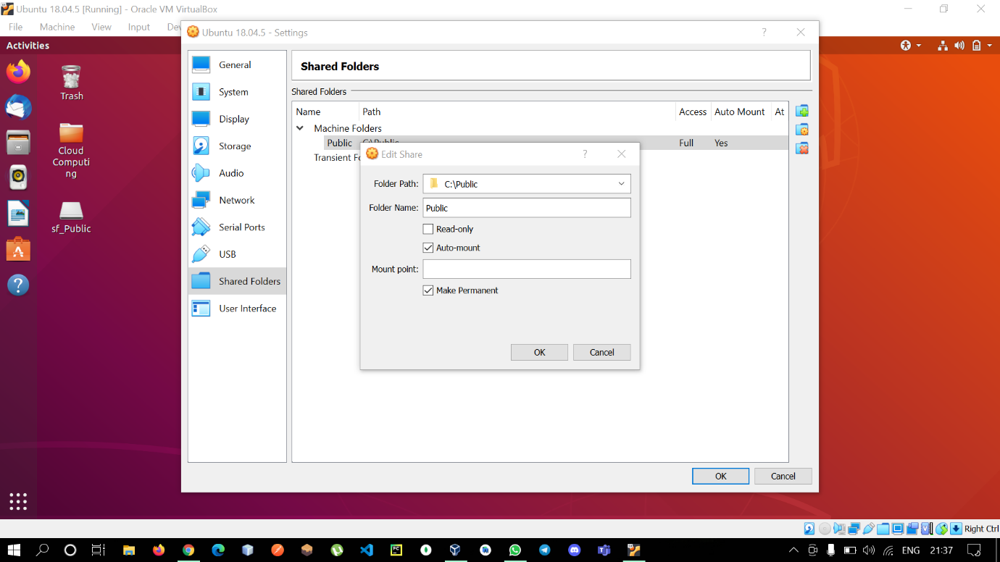 Ubuntu 18.04.5 [Running] - Oracle VM VirtualBox
File Machine View Input
Ubuntu 18.04.5 - Settings
?
Activities
Trash
Cloud
Computi
ng
sf_Public
General
System
Display
Storage
Audio
Network
Serial Ports
USB
Shared Folders
User Interface
Shared Folders
Shared Folders
Name Path Access Auto Mount At
Machine Folders
Public C:\Public Full Yes
Transient Fo
Edit Share
?
Folder Path: C:\Public
Folder Name: Public
Read-only
Auto-mount
Mount point:
Make Permanent
OK Cancel
OK Cancel
Right Ctrl
ENG 21:37